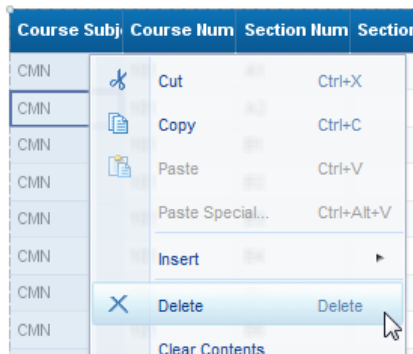 Course Subj Course Num Section Num Section
CMN
CMN
CMN
CMN
CMN
CMN
CMN
CMN
Cut Ctrl+X
Copy Ctrl+C
Paste Ctrl+V
Paste Special... Ctrl+Alt+V
Insert
Delete Delete
Clear Contents